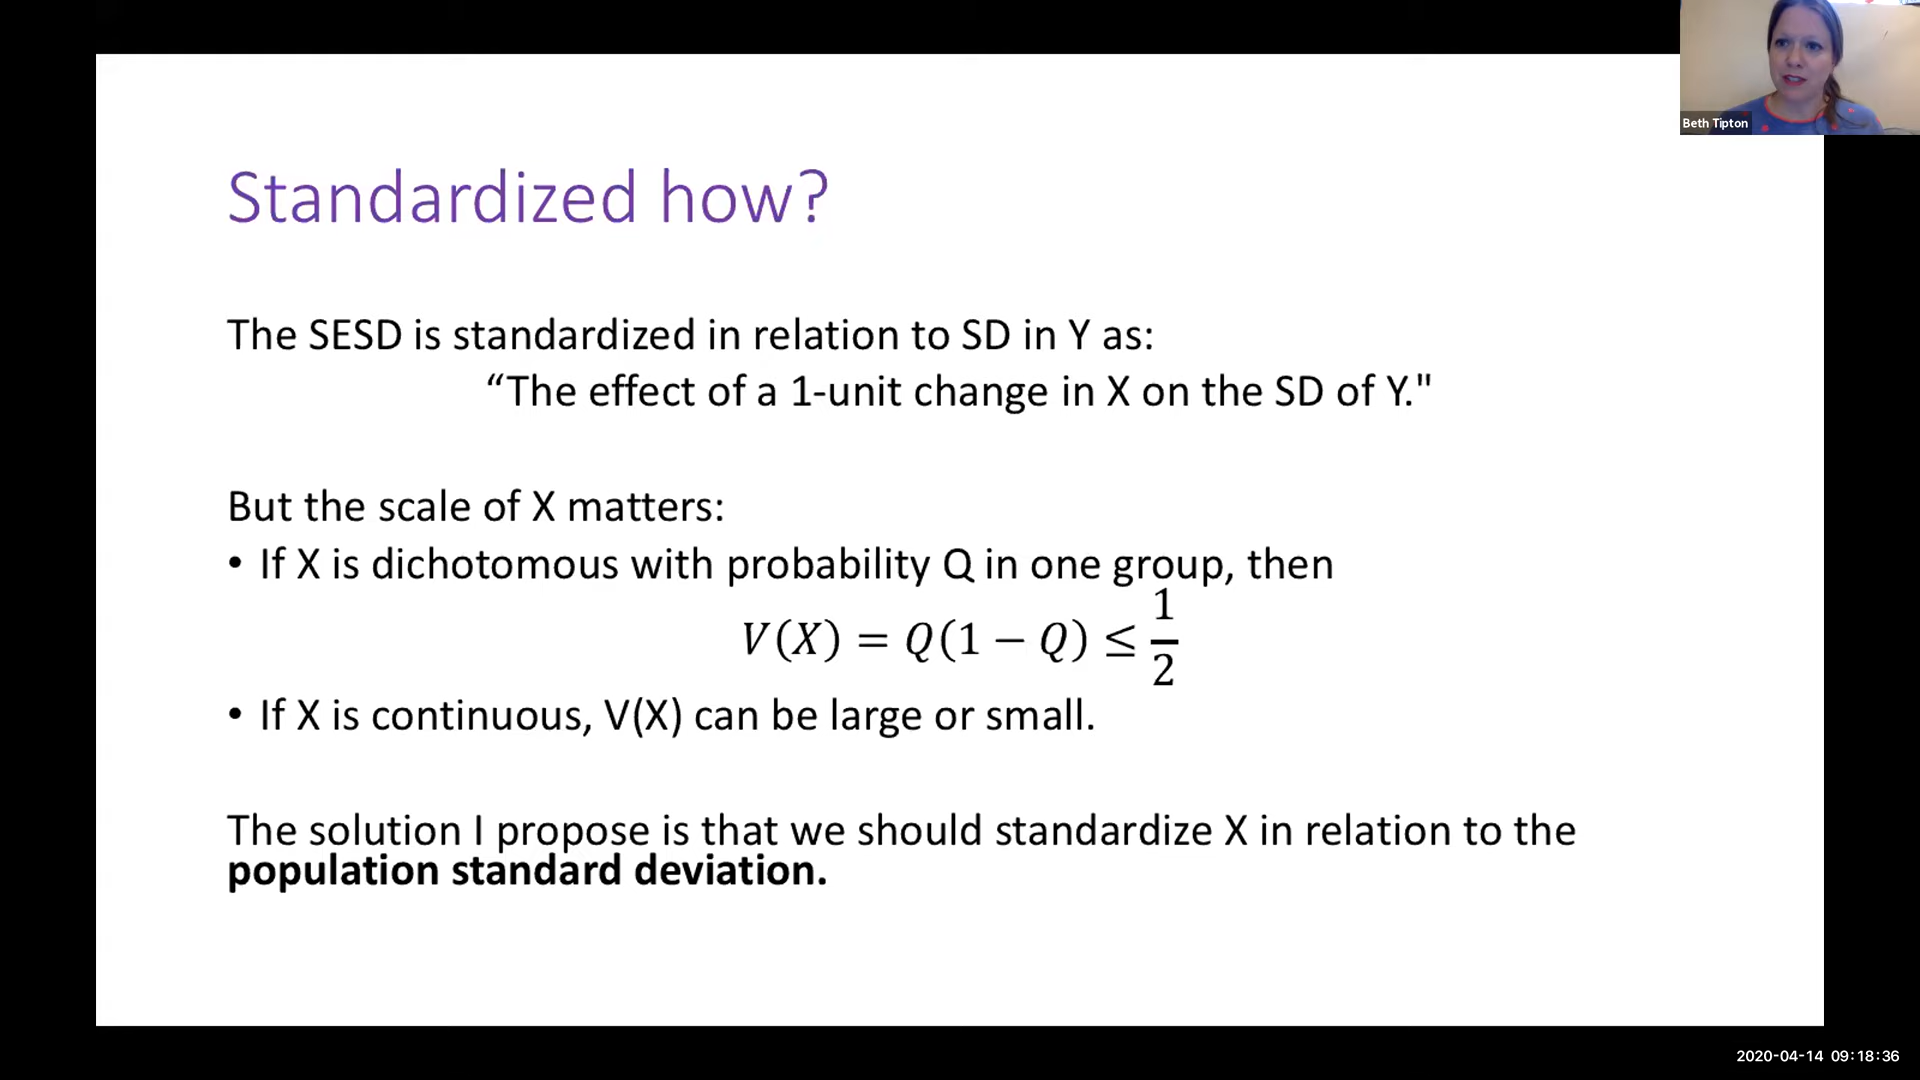 Beth Tipton
Standardized how?
The SESD is standardized in relation to SD in Y as:
“The effect of a 1-unit change in X on the SD of Y."
But the scale of X matters:
• If X is dichotomous with probability Q in one group, then
V(X) = Q(1 − Q) ≤ 1/2
• If X is continuous, V(X) can be large or small.
The solution I propose is that we should standardize X in relation to the
population standard deviation.
2020-04-14 09:18:36